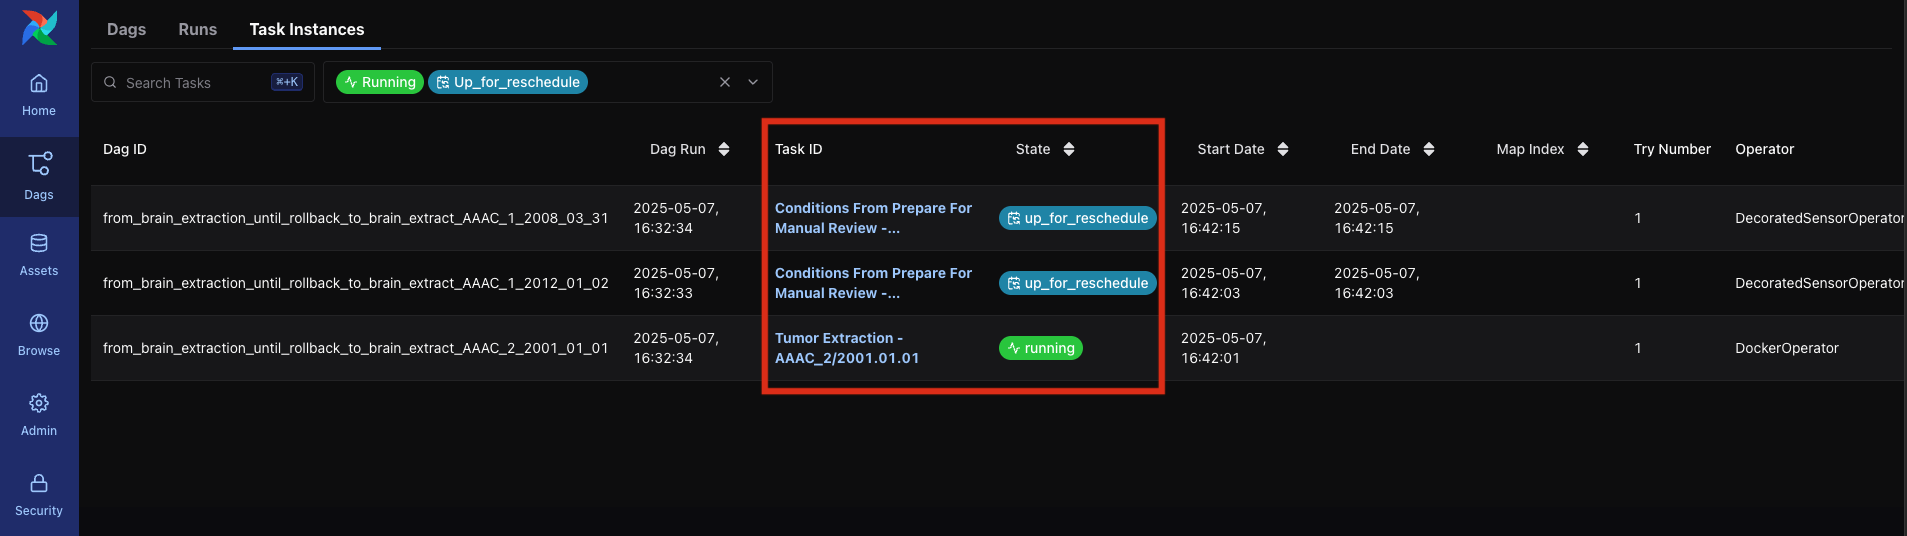 Dags Runs Task Instances
Search Tasks ⌘+K Running Up_for_reschedule
Home
Dags
Assets
Browse
Admin
Security
Dag ID Dag Run Task ID State Start Date End Date Map Index Try Number Operator
from_brain_extraction_until_rollback_to_brain_extract_AAAC_1_2008_03_31 2025-05-07, 16:32:34 Conditions From Prepare For Manual Review -... up_for_reschedule 2025-05-07, 16:42:15 2025-05-07, 16:42:15 1 DecoratedSensorOperator
from_brain_extraction_until_rollback_to_brain_extract_AAAC_1_2012_01_02 2025-05-07, 16:32:33 Conditions From Prepare For Manual Review -... up_for_reschedule 2025-05-07, 16:42:03 2025-05-07, 16:42:03 1 DecoratedSensorOperator
from_brain_extraction_until_rollback_to_brain_extract_AAAC_2_2001_01_01 2025-05-07, 16:32:34 Tumor Extraction - AAAC_2/2001.01.01 running 2025-05-07, 16:42:01 1 DockerOperator